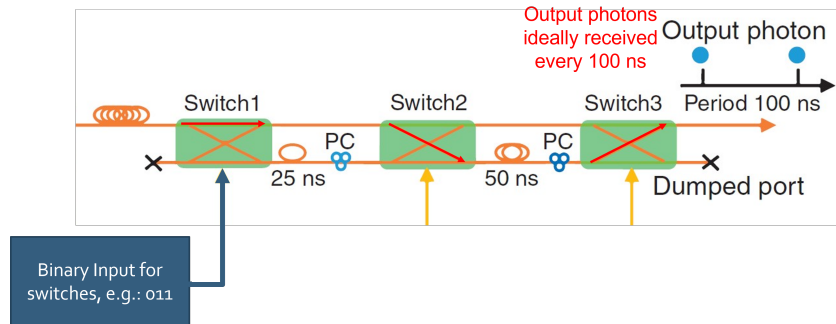 Output photons
ideally received
every 100 ns
Output photon
Period 100 ns
Switch1
Switch2
Switch3
PC
PC
25 ns
50 ns
Dumped port
Binary Input for
switches, e.g.: 011